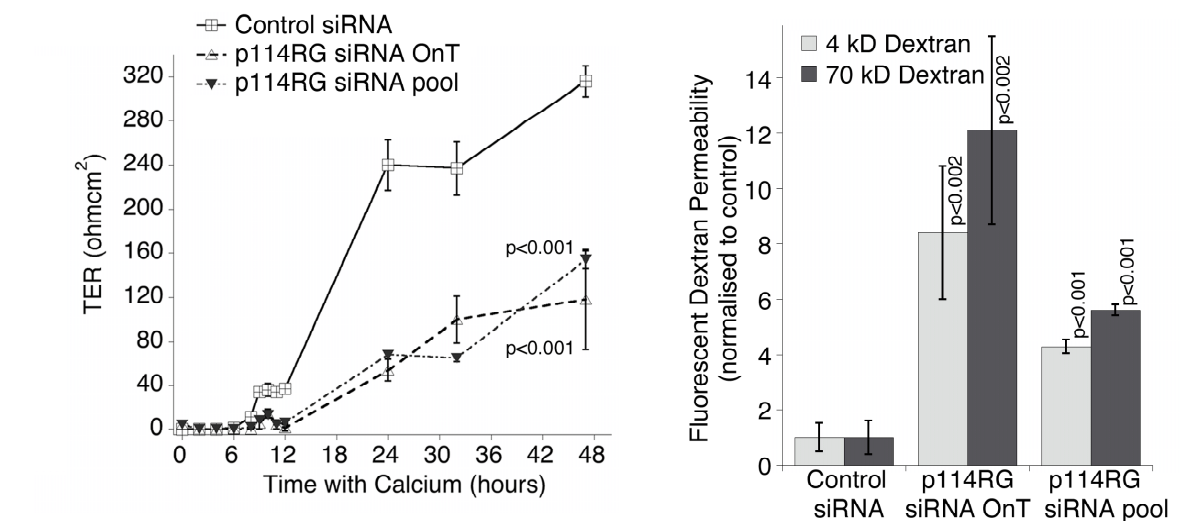 Control siRNA
p114RG siRNA OnT
p114RG siRNA pool
TER (ohmcm²)
320
280
240
200
160
120
80
40
0
p<0.001
p<0.001
0 6 12 18 24 30 36 42 48
Time with Calcium (hours)
Fluorescent Dextran Permeability
(normalised to control)
4 kD Dextran
70 kD Dextran
14
12
10
8
6
4
2
0
p<0.002
p<0.002
p<0.001
p<0.001
Control p114RG p114RG
siRNA siRNA OnT siRNA pool